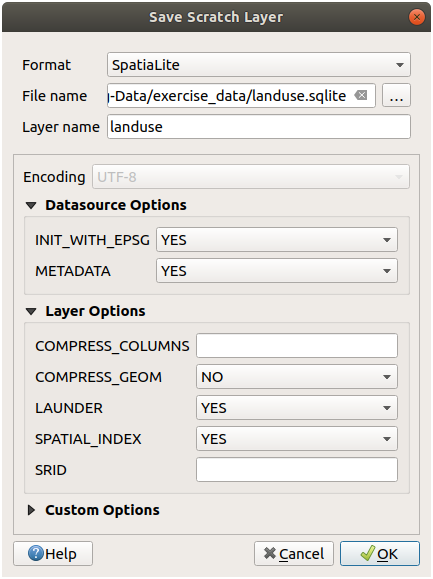 Save Scratch Layer
Format SpatiaLite
File name -Data/exercise_data/landuse.sqlite ...
Layer name landuse
Encoding UTF-8
Datasource Options
INIT_WITH_EPSG YES
METADATA YES
Layer Options
COMPRESS_COLUMNS
COMPRESS_GEOM NO
LAUNDER YES
SPATIAL_INDEX YES
SRID
Custom Options
Help Cancel OK